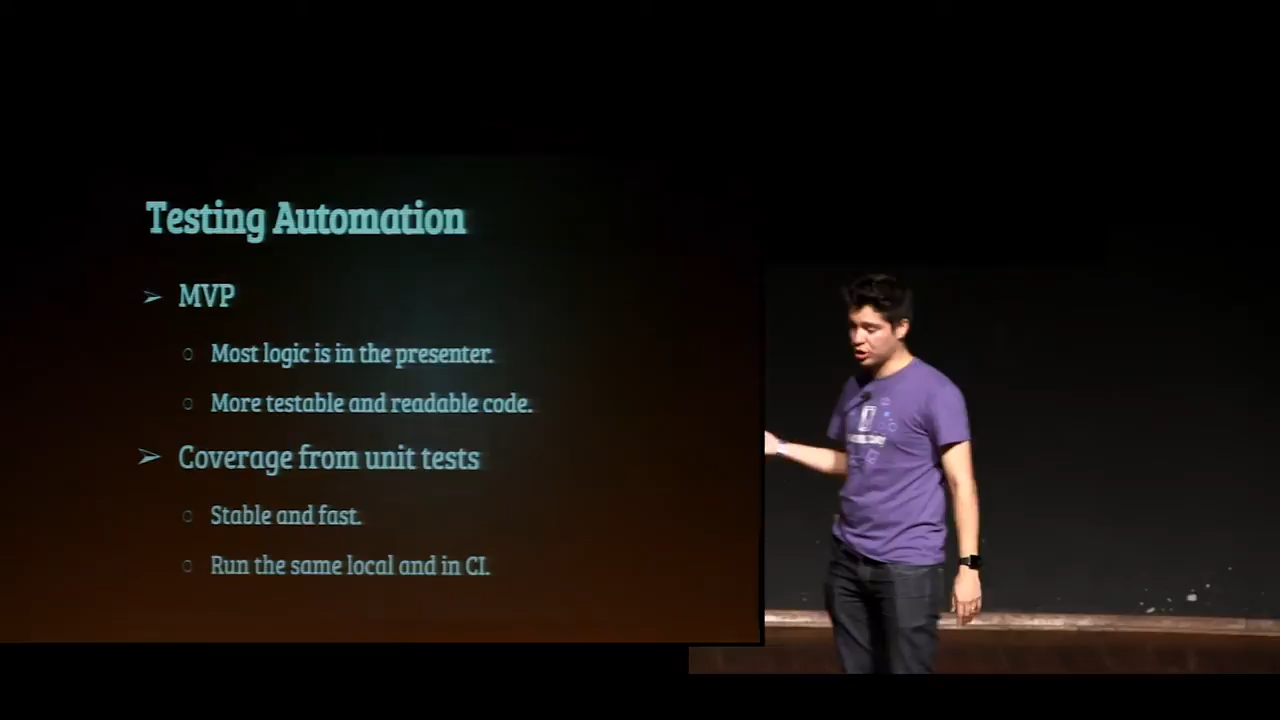 Testing Automation
➢ MVP
○ Most logic is in the presenter.
○ More testable and readable code.
➢ Coverage from unit tests
○ Stable and fast.
○ Run the same local and in CI.